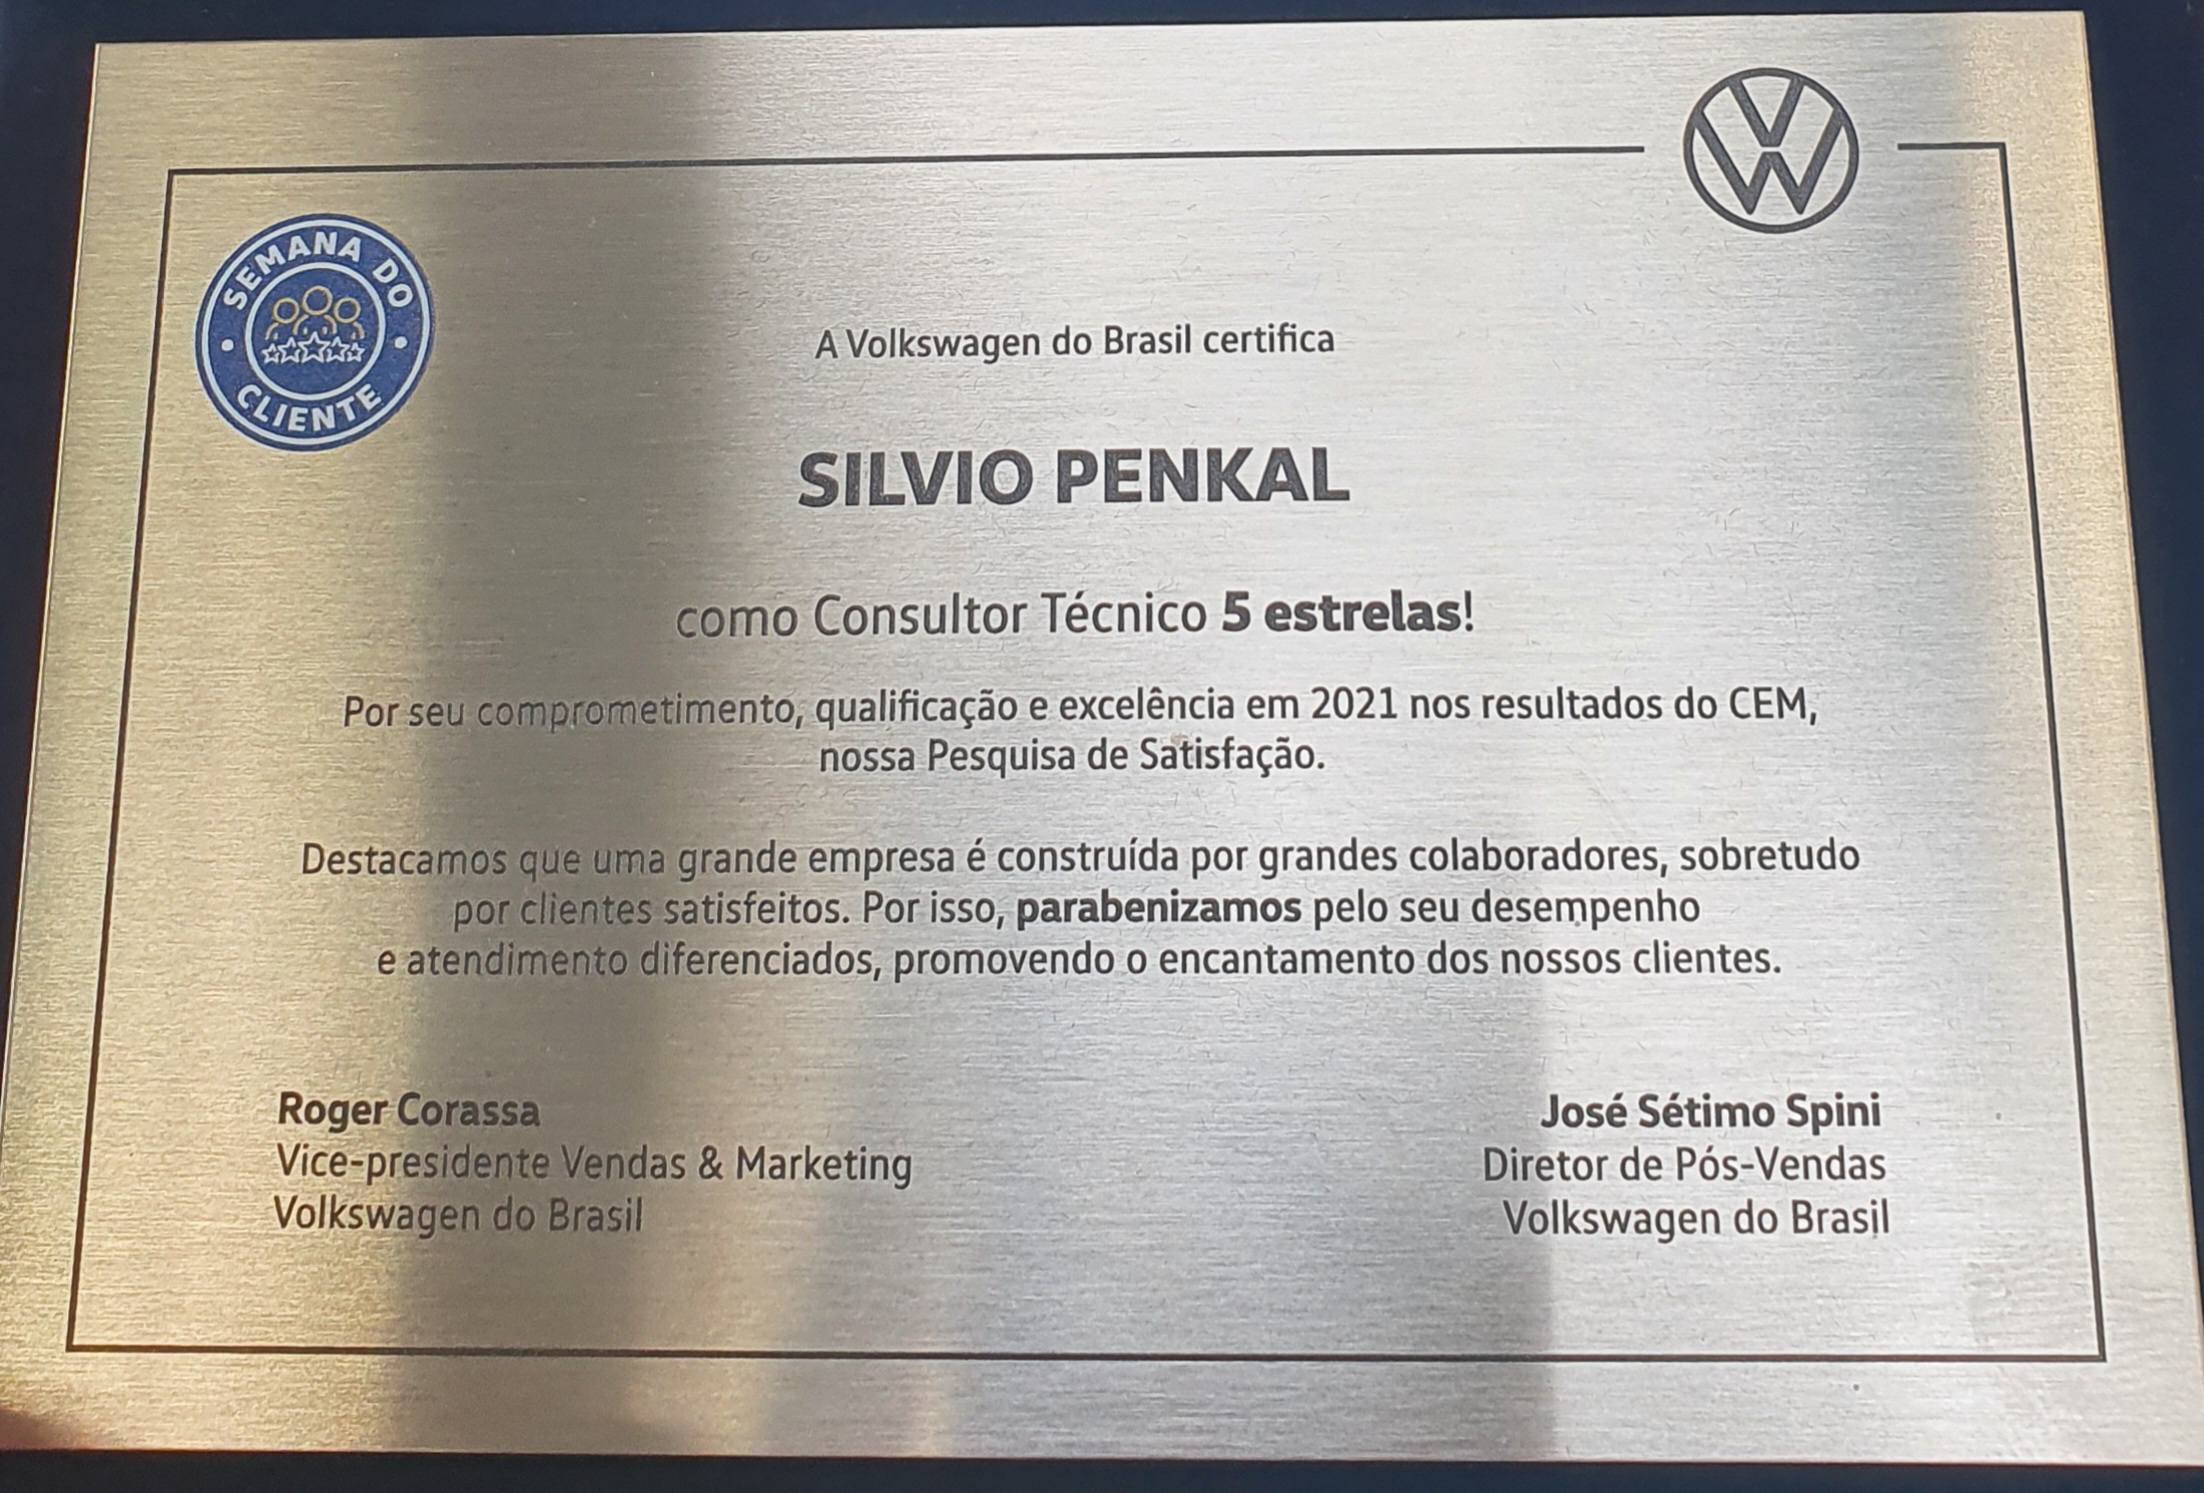 SEMANA DO
CLIENTE
A Volkswagen do Brasil certifica
SILVIO PENKAL
como Consultor Técnico 5 estrelas!
Por seu comprometimento, qualificação e excelência em 2021 nos resultados do CEM,
nossa Pesquisa de Satisfação.
Destacamos que uma grande empresa é construída por grandes colaboradores, sobretudo
por clientes satisfeitos. Por isso, parabenizamos pelo seu desempenho
e atendimento diferenciados, promovendo o encantamento dos nossos clientes.
Roger Corassa
Vice-presidente Vendas & Marketing
Volkswagen do Brasil
José Sétimo Spini
Diretor de Pós-Vendas
Volkswagen do Brasil